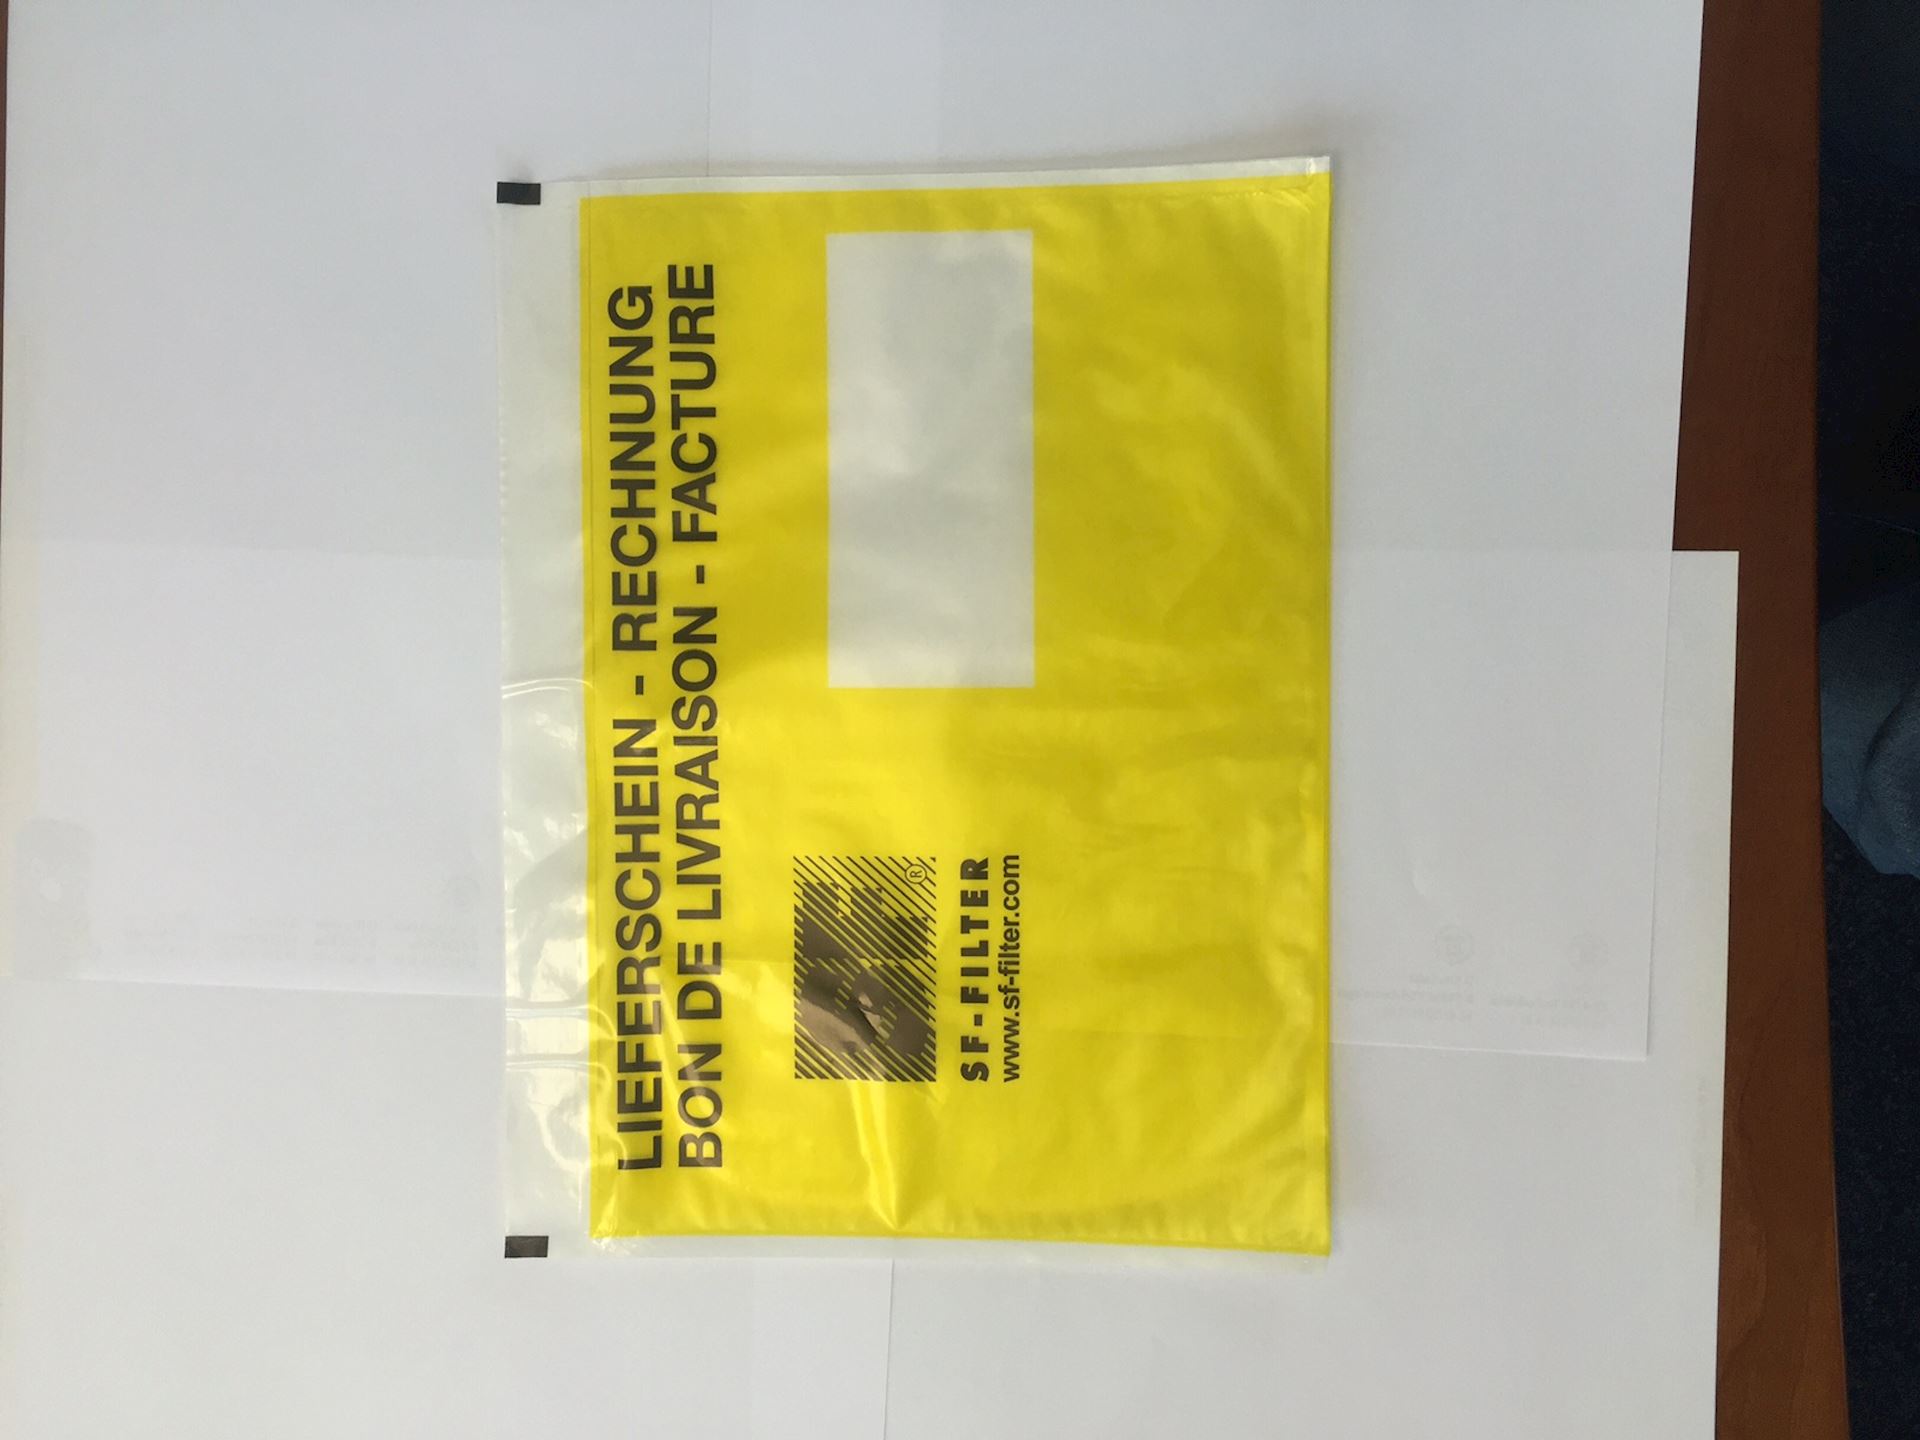 LIEFERSCHEIN - RECHNUNG
BON DE LIVRAISON - FACTURE
®
SF-FILTER
www.sf-filter.com